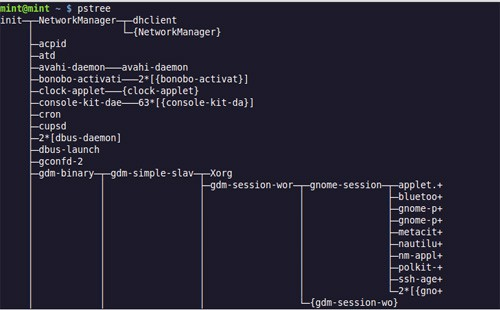 mint@mint ~ $ pstree
init─┬─NetworkManager─┬─dhclient
     │                └─{NetworkManager}
     ├─acpid
     ├─atd
     ├─avahi-daemon───avahi-daemon
     ├─bonobo-activati───2*[{bonobo-activat}]
     ├─clock-applet───{clock-applet}
     ├─console-kit-dae───63*[{console-kit-da}]
     ├─cron
     ├─cupsd
     ├─2*[dbus-daemon]
     ├─dbus-launch
     ├─gconfd-2
     ├─gdm-binary─┬─gdm-simple-slav─┬─Xorg
     │            │                 ├─gdm-session-wor─┬─gnome-session─┬─applet.+
     │            │                 │                 │               ├─bluetoo+
     │            │                 │                 │               ├─gnome-p+
     │            │                 │                 │               ├─gnome-p+
     │            │                 │                 │               ├─metacit+
     │            │                 │                 │               ├─nautilu+
     │            │                 │                 │               ├─nm-appl+
     │            │                 │                 │               ├─polkit-+
     │            │                 │                 │               ├─ssh-age+
     │            │                 │                 │               └─2*[{gno+
     │            │                 │                 └─{gdm-session-wo}